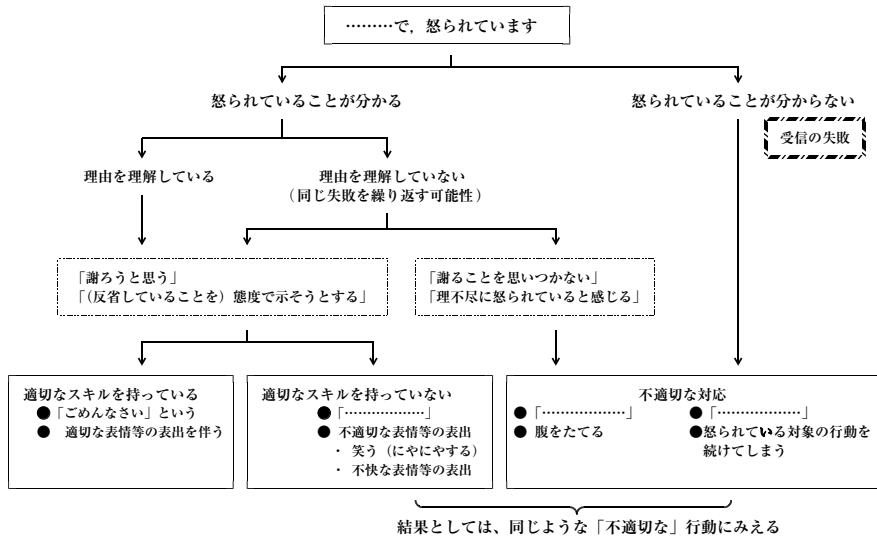 ………で，怒られています
怒られていることが分かる
怒られていることが分からない
受信の失敗
理由を理解している
理由を理解していない
（同じ失敗を繰り返す可能性）
「謝ろうと思う」
「（反省していることを）態度で示そうとする」
「謝ることを思いつかない」
「理不尽に怒られていると感じる」
適切なスキルを持っている
●「ごめんなさい」という
● 適切な表情等の表出を伴う
適切なスキルを持っていない
●「………………」
● 不適切な表情等の表出
・ 笑う（にやにやする）
・ 不快な表情等の表出
不適切な対応
●「………………」
● 腹をたてる
●「………………」
●怒られている対象の行動を
続けてしまう
結果としては、同じような「不適切な」行動にみえる